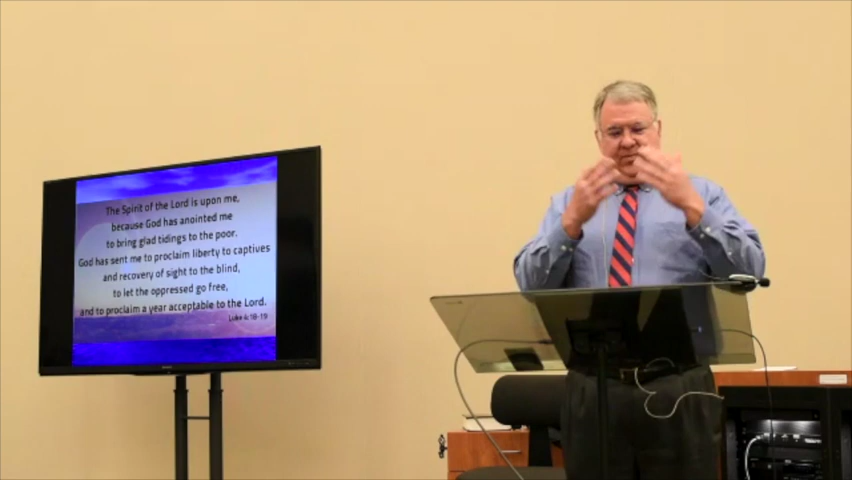 The Spirit of the Lord is upon me,
because God has anointed me
to bring glad tidings to the poor.
God has sent me to proclaim liberty to captives
and recovery of sight to the blind,
to let the oppressed go free,
and to proclaim a year acceptable to the Lord.
Luke 4:18-19